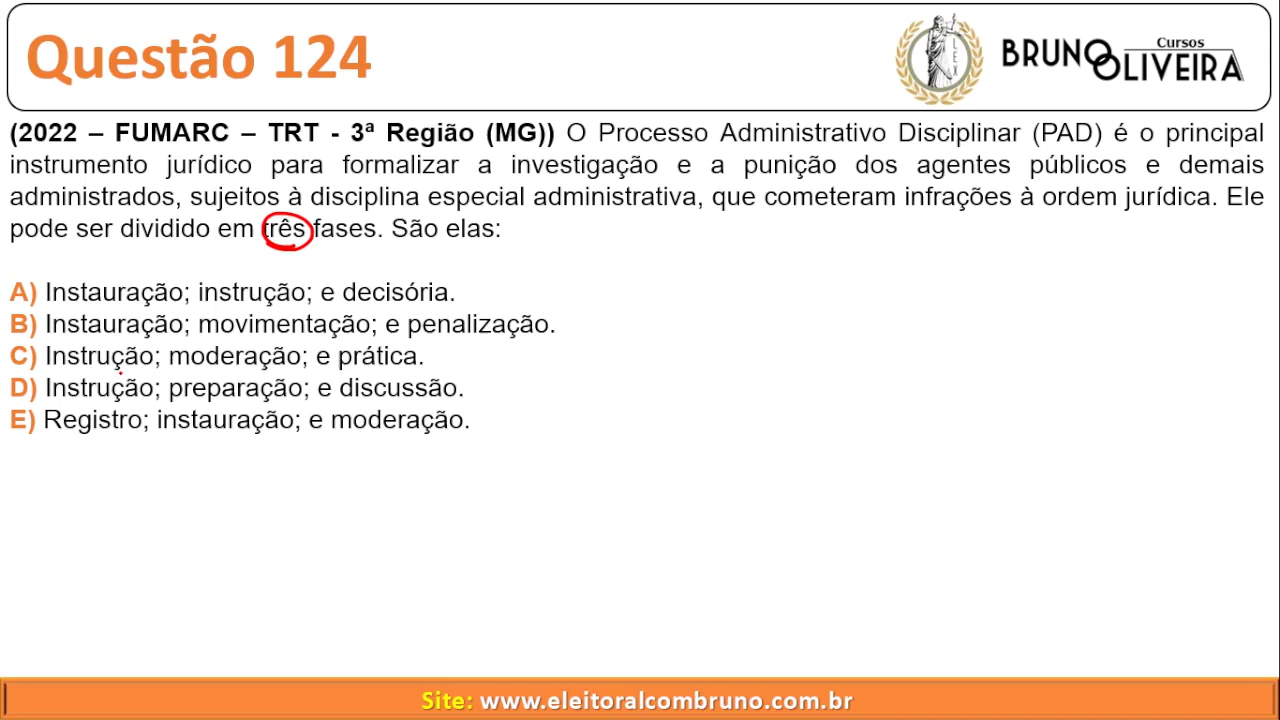 Questão 124
LEX
Cursos
BRUNO
OLIVEIRA
(2022 – FUMARC – TRT - 3ª Região (MG)) O Processo Administrativo Disciplinar (PAD) é o principal
instrumento jurídico para formalizar a investigação e a punição dos agentes públicos e demais
administrados, sujeitos à disciplina especial administrativa, que cometeram infrações à ordem jurídica. Ele
pode ser dividido em três fases. São elas:
A) Instauração; instrução; e decisória.
B) Instauração; movimentação; e penalização.
C) Instrução; moderação; e prática.
D) Instrução; preparação; e discussão.
E) Registro; instauração; e moderação.
Site: www.eleitoralcombruno.com.br